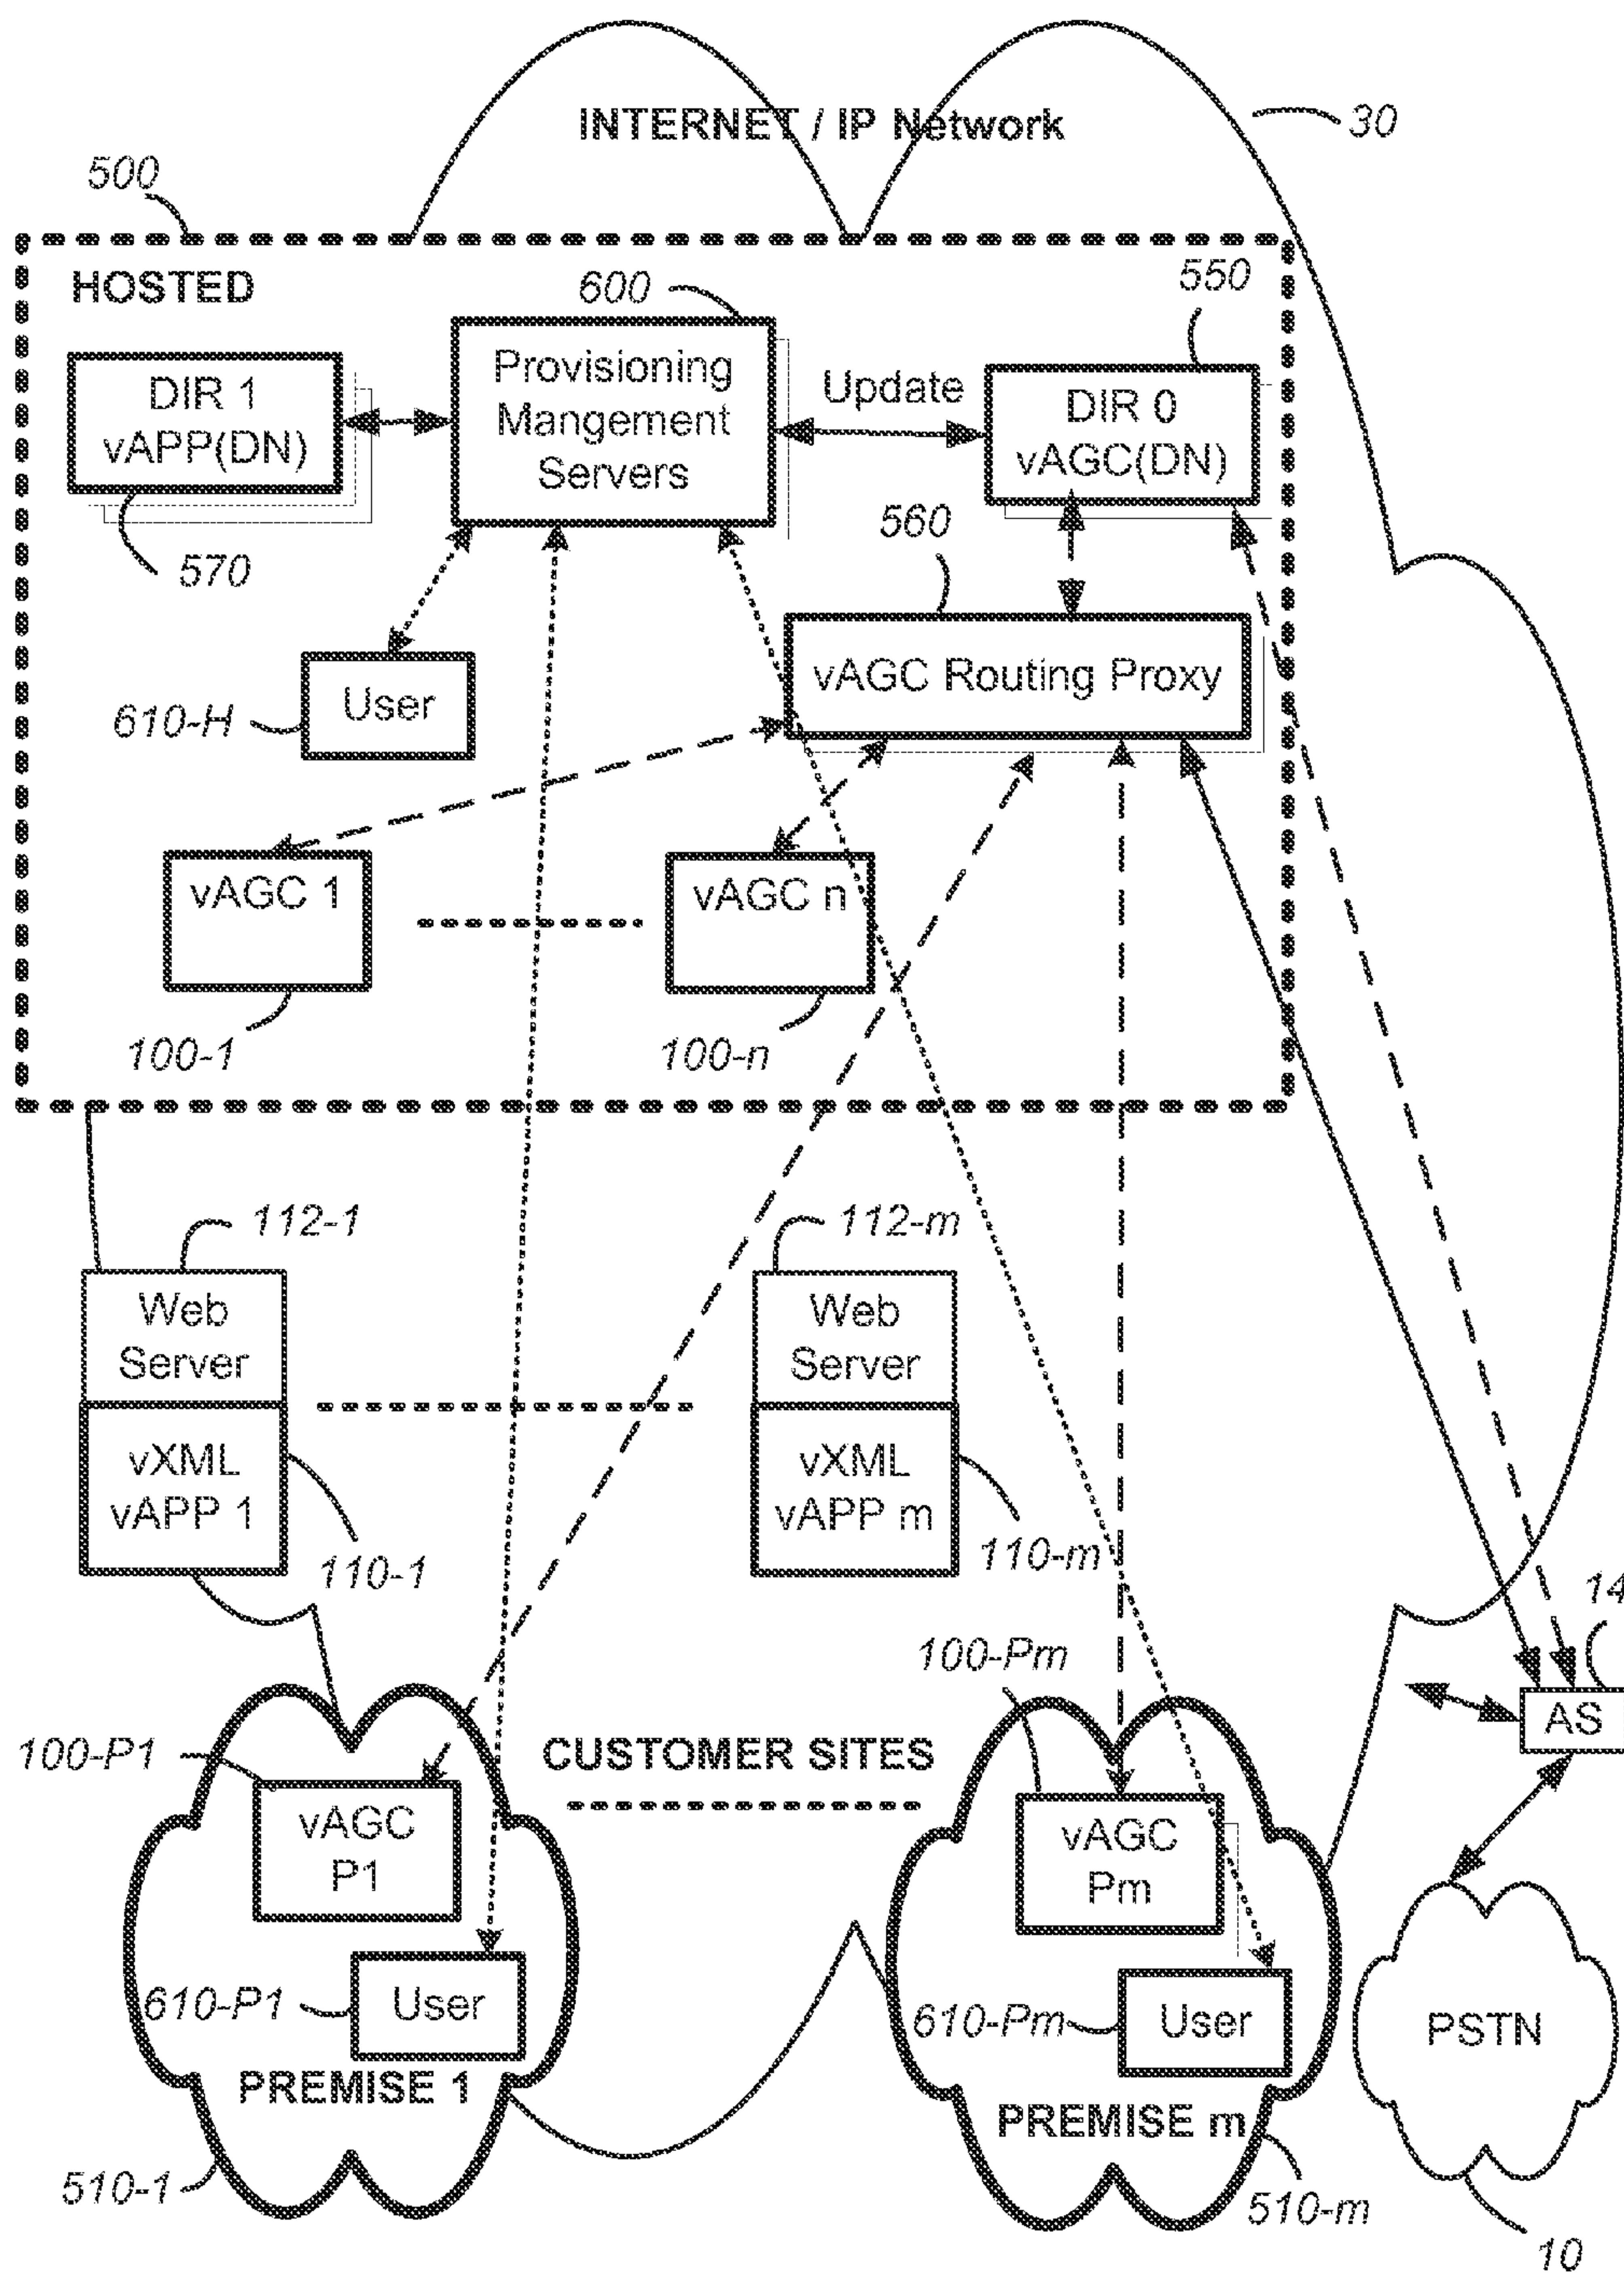 INTERNET / IP Network
30
500
HOSTED
600
550
DIR 1
vAPP(DN)
Provisioning
Mangement
Servers
Update
DIR 0
vAGC(DN)
570
560
User
610-H
vAGC Routing Proxy
vAGC 1
vAGC n
100-1
100-n
112-1
112-m
Web
Server
Web
Server
vXML
vAPP 1
vXML
vAPP m
110-1
110-m
14
100-Pm
AS
100-P1
CUSTOMER SITES
vAGC
P1
vAGC
Pm
610-P1
User
610-Pm
User
PSTN
PREMISE 1
PREMISE m
510-1
510-m
10